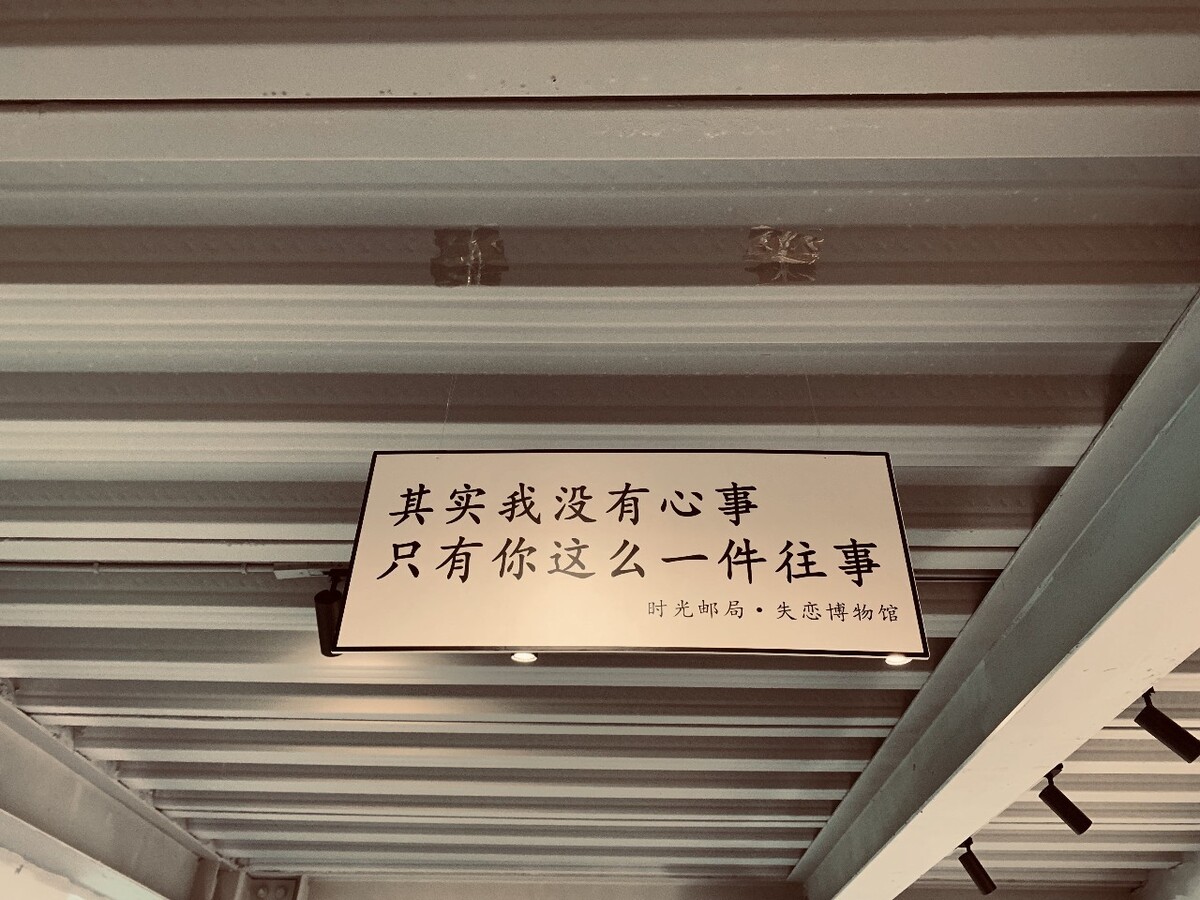 其实我没有心事
只有你这么一件往事
时光邮局·失恋博物馆